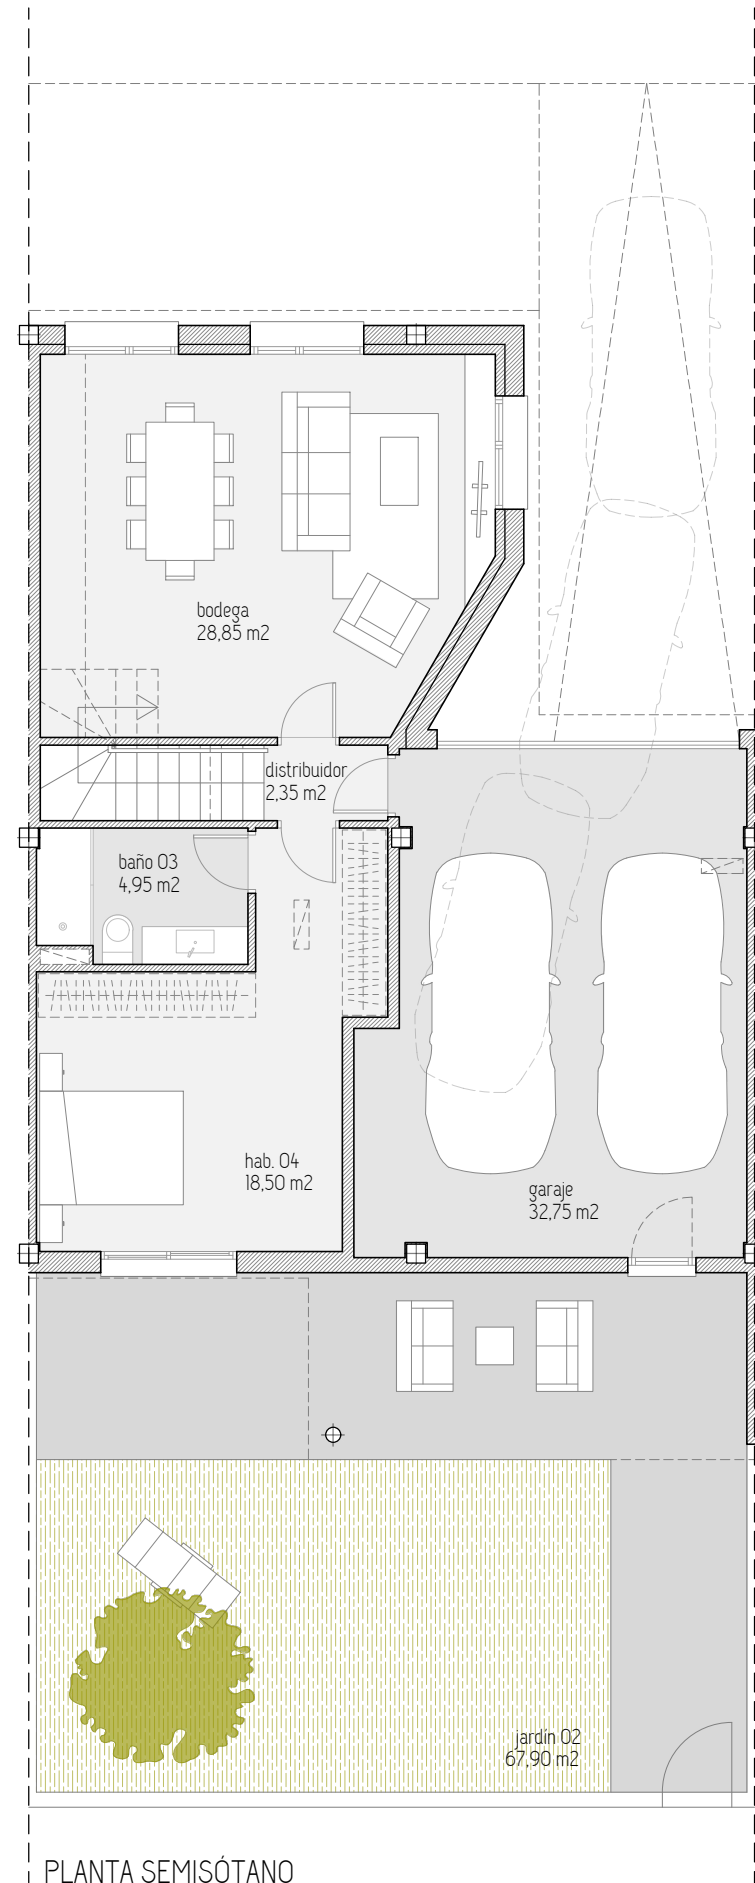 bodega
28,85 m2
distribuidor
2,35 m2
baño 03
4,95 m2
hab. 04
18,50 m2
garaje
32,75 m2
jardín 02
67,90 m2
PLANTA SEMISÓTANO